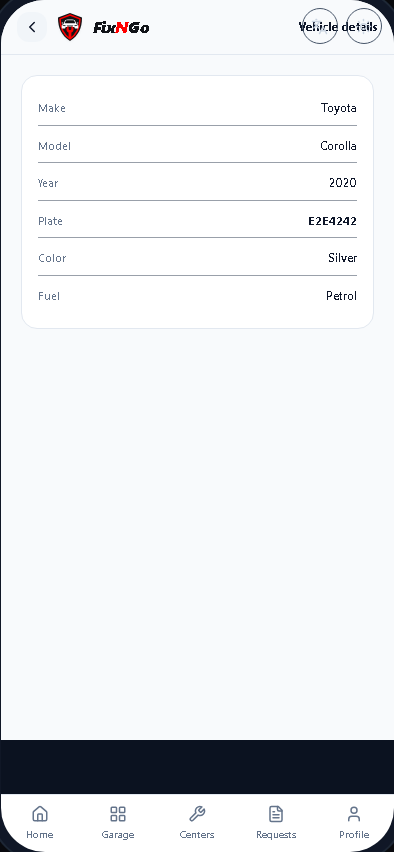 FixNGo
Vehicle details
Make Toyota
Model Corolla
Year 2020
Plate E2E4242
Color Silver
Fuel Petrol
Home Garage Centers Requests Profile